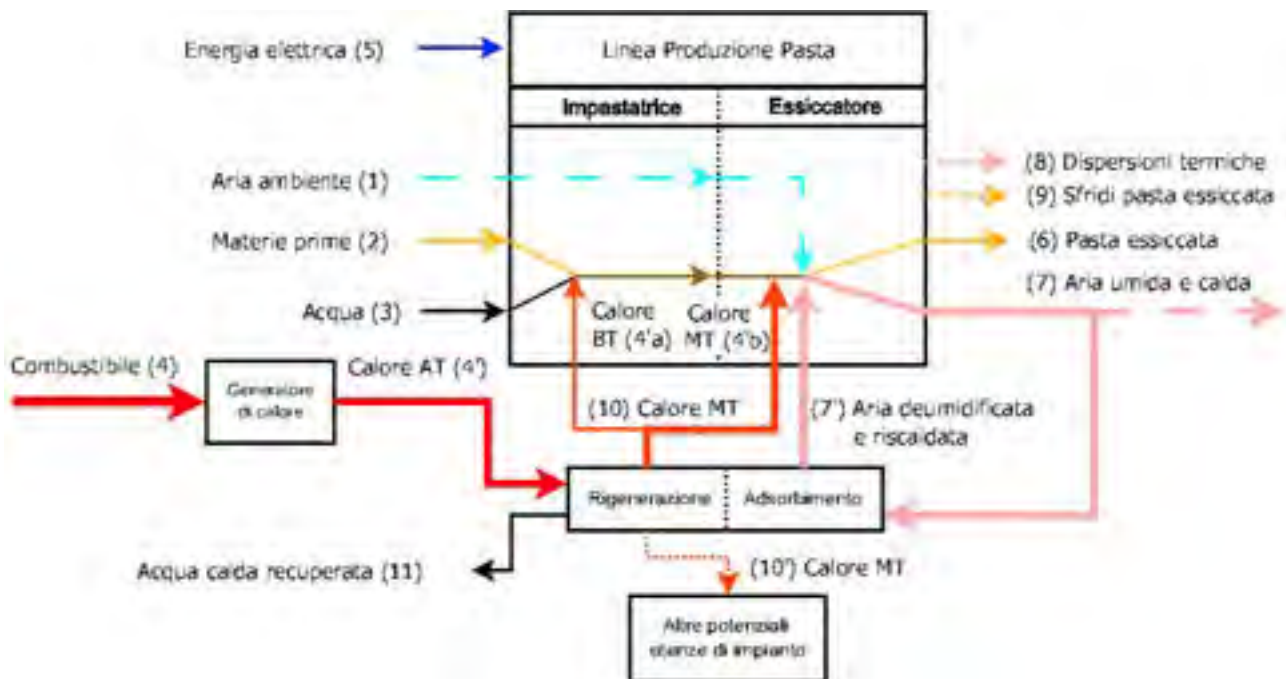 Energia elettrica (5)
Linea Produzione Pasta
Impastatrice
Essiccatore
Aria ambiente (1)
Materie prime (2)
Acqua (3)
(8) Dispersioni termiche
(9) Sfridi pasta essiccata
(6) Pasta essiccata
(7) Aria umida e calda
Calore
BT (4'a)
Calore
MT (4'b)
Combustibile (4)
Generatore
di calore
Calore AT (4')
(10) Calore MT
(7') Aria deumidificata
e riscaldata
Rigenerazione
Adsorbimento
Acqua calda recuperata (11)
(10') Calore MT
Altre potenziali
utenze di impianto